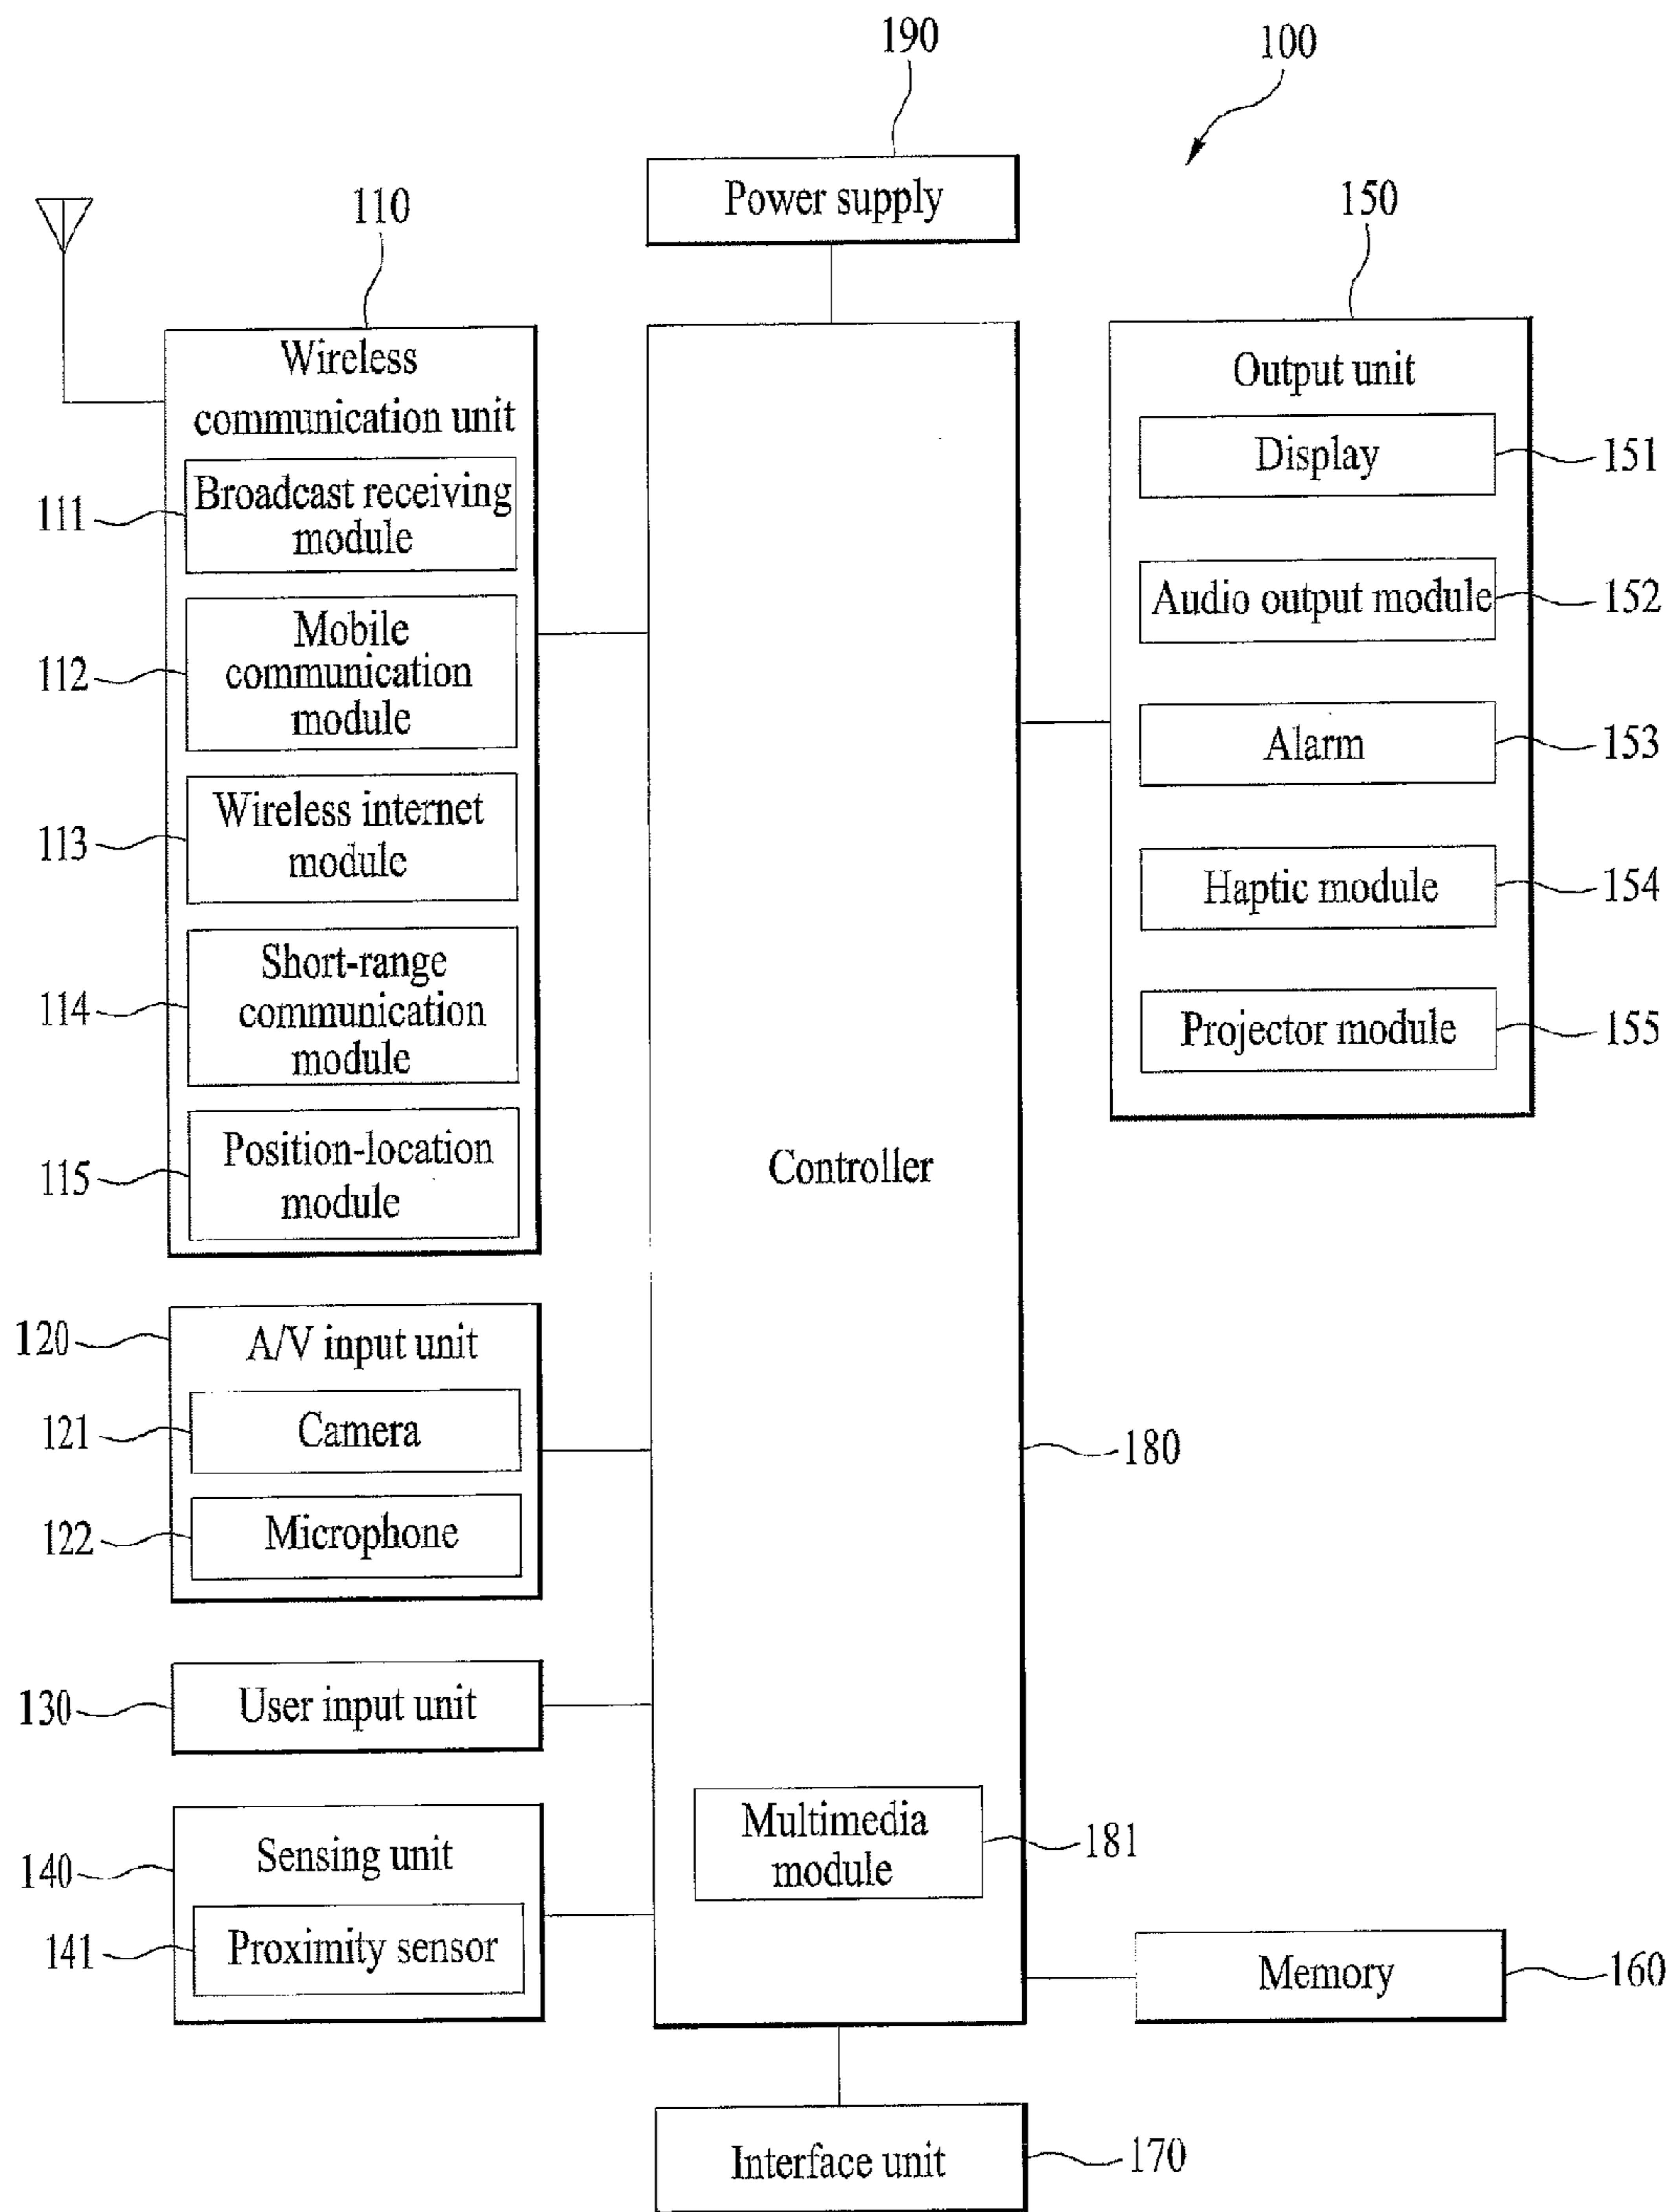 190
100
Power supply
110
150
Wireless
communication unit
Output unit
Display
151
111
Broadcast receiving
module
Audio output module
152
112
Mobile
communication
module
Alarm
153
113
Wireless internet
module
Haptic module
154
114
Short-range
communication
module
Projector module
155
115
Position-location
module
Controller
120
A/V input unit
121
Camera
180
122
Microphone
130
User input unit
Multimedia
module
181
140
Sensing unit
141
Proximity sensor
Memory
160
Interface unit
170